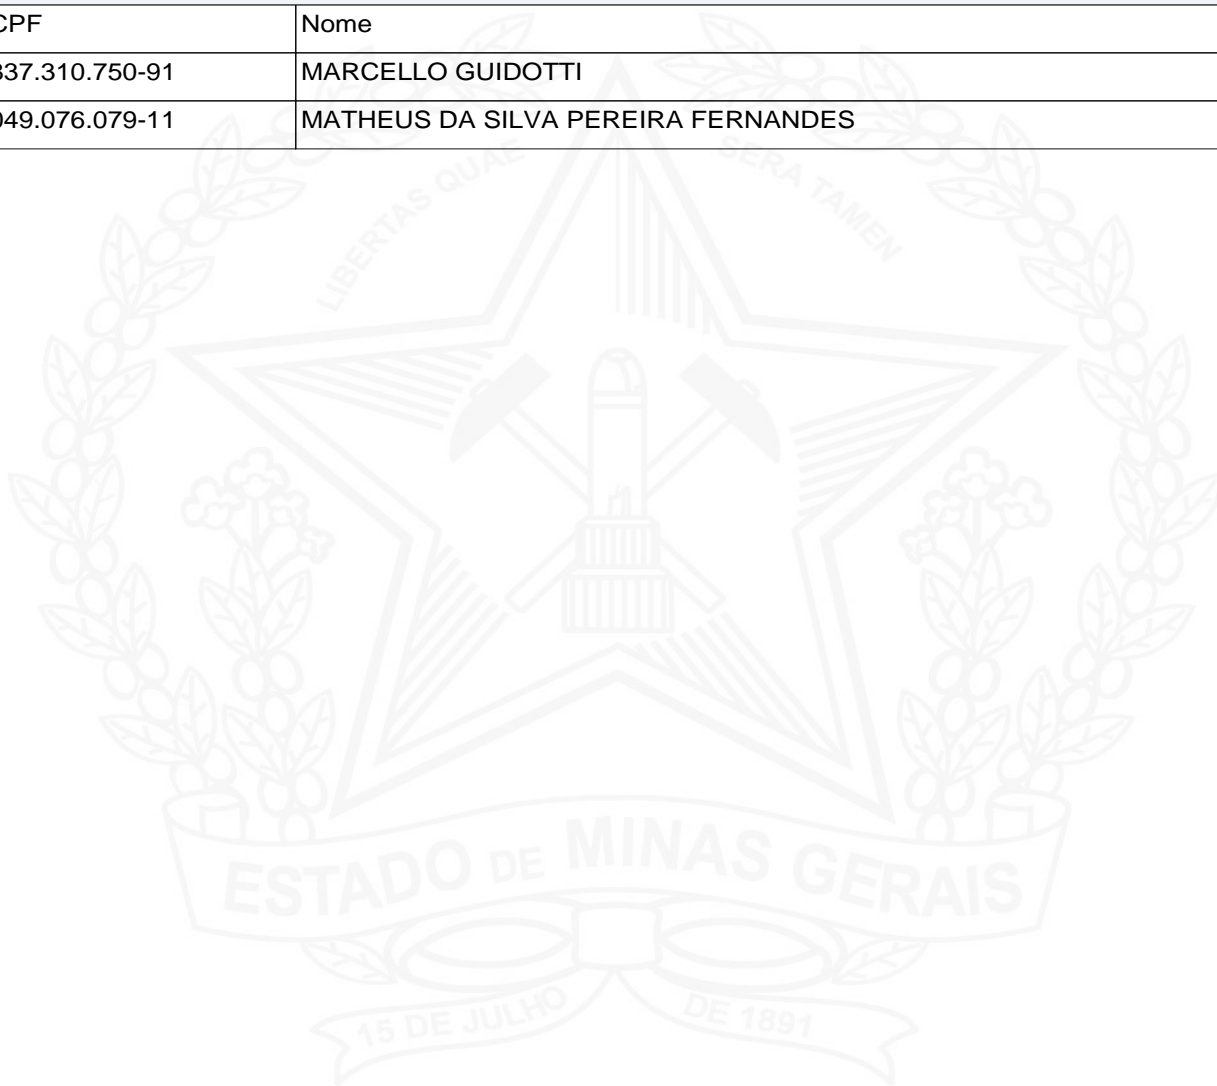 CPF Nome
337.310.750-91 MARCELLO GUIDOTTI
049.076.079-11 MATHEUS DA SILVA PEREIRA FERNANDES
LIBERTAS QUAE SERA TAMEN
ESTADO DE MINAS GERAIS
15 DE JULHO DE 1891